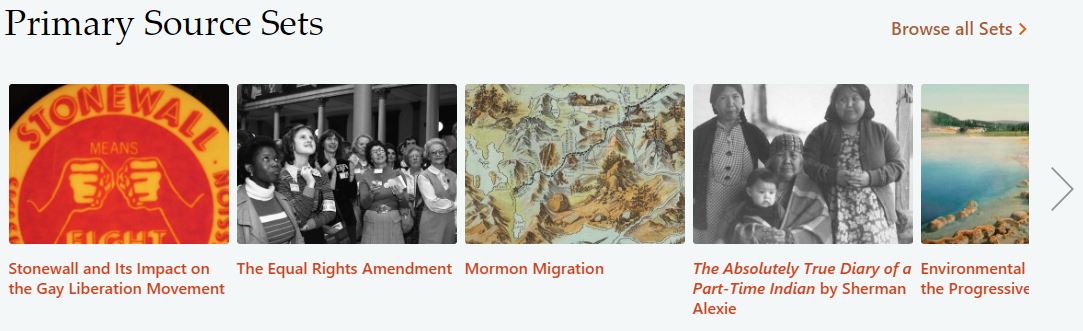 Primary Source Sets
Browse all Sets >
STONEWALL
MEANS
FIGHT
Stonewall and Its Impact on
the Gay Liberation Movement
The Equal Rights Amendment
Mormon Migration
The Absolutely True Diary of a
Part-Time Indian by Sherman
Alexie
Environmental
the Progressive